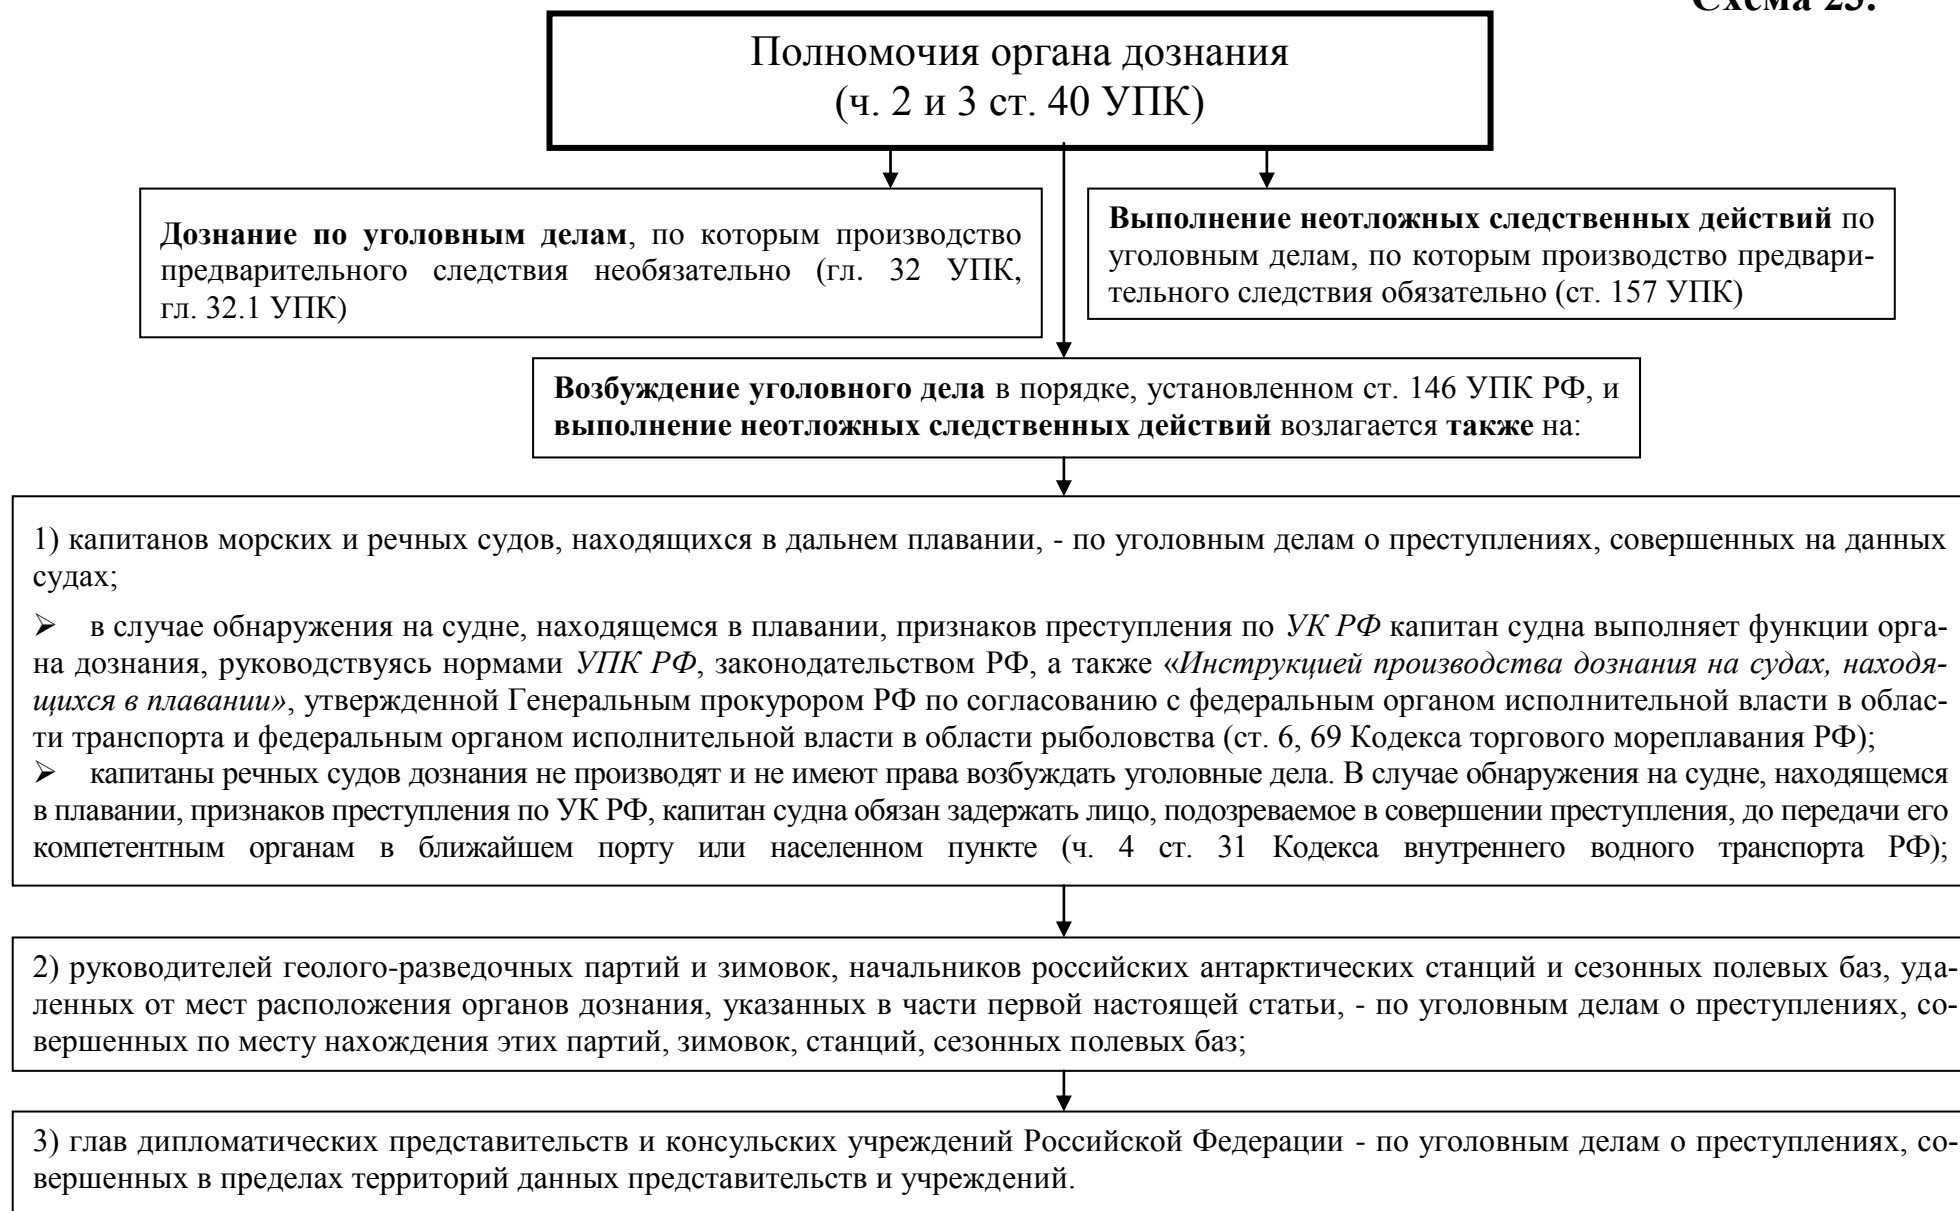 Схема 23.
Полномочия органа дознания
(ч. 2 и 3 ст. 40 УПК)
Дознание по уголовным делам, по которым производство
предварительного следствия необязательно (гл. 32 УПК,
гл. 32.1 УПК)
Выполнение неотложных следственных действий по
уголовным делам, по которым производство предвари-
тельного следствия обязательно (ст. 157 УПК)
Возбуждение уголовного дела в порядке, установленном ст. 146 УПК РФ, и
выполнение неотложных следственных действий возлагается также на:
1) капитанов морских и речных судов, находящихся в дальнем плавании, - по уголовным делам о преступлениях, совершенных на данных
судах;
➢ в случае обнаружения на судне, находящемся в плавании, признаков преступления по УК РФ капитан судна выполняет функции орга-
на дознания, руководствуясь нормами УПК РФ, законодательством РФ, а также «Инструкцией производства дознания на судах, находя-
щихся в плавании», утвержденной Генеральным прокурором РФ по согласованию с федеральным органом исполнительной власти в облас-
ти транспорта и федеральным органом исполнительной власти в области рыболовства (ст. 6, 69 Кодекса торгового мореплавания РФ);
➢ капитаны речных судов дознания не производят и не имеют права возбуждать уголовные дела. В случае обнаружения на судне, находящемся
в плавании, признаков преступления по УК РФ, капитан судна обязан задержать лицо, подозреваемое в совершении преступления, до передачи его
компетентным органам в ближайшем порту или населенном пункте (ч. 4 ст. 31 Кодекса внутреннего водного транспорта РФ);
2) руководителей геолого-разведочных партий и зимовок, начальников российских антарктических станций и сезонных полевых баз, уда-
ленных от мест расположения органов дознания, указанных в части первой настоящей статьи, - по уголовным делам о преступлениях, со-
вершенных по месту нахождения этих партий, зимовок, станций, сезонных полевых баз;
3) глав дипломатических представительств и консульских учреждений Российской Федерации - по уголовным делам о преступлениях, со-
вершенных в пределах территорий данных представительств и учреждений.